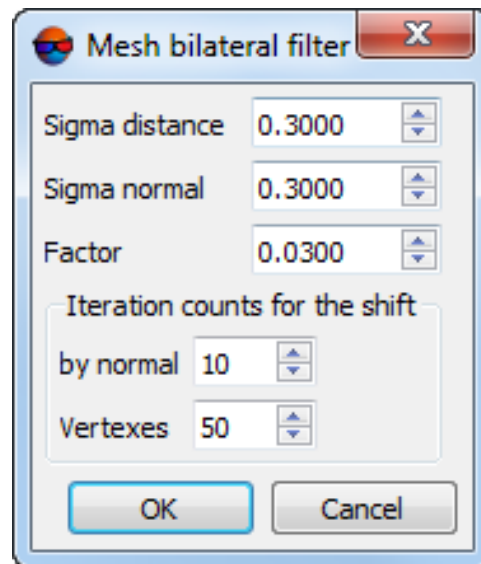 Mesh bilateral filter
Sigma distance 0.3000
Sigma normal 0.3000
Factor 0.0300
Iteration counts for the shift
by normal 10
Vertexes 50
OK Cancel